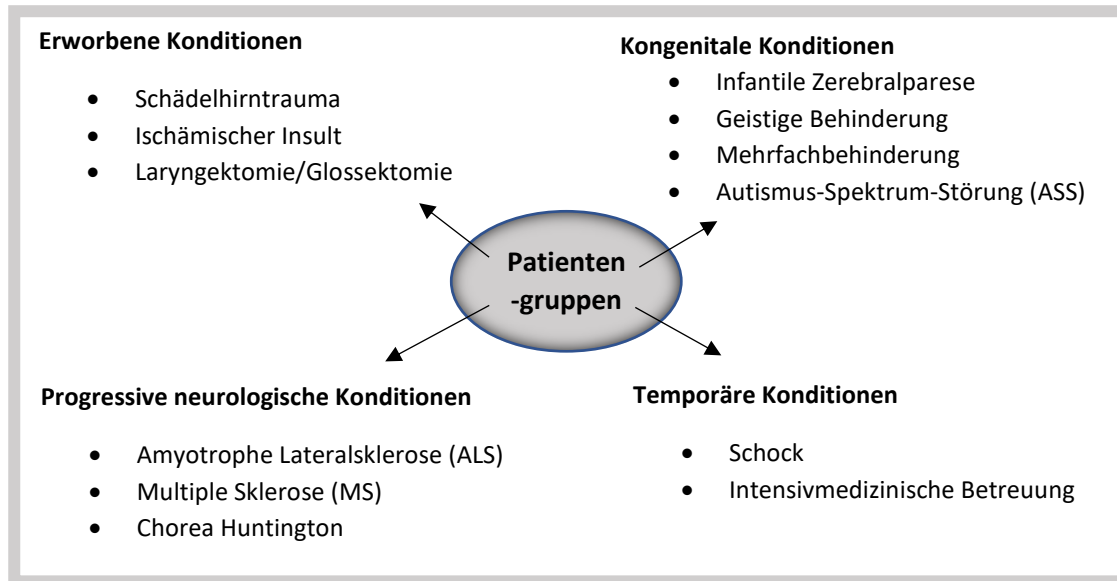 Erworbene Konditionen
• Schädelhirntrauma
• Ischämischer Insult
• Laryngektomie/Glossektomie
Kongenitale Konditionen
• Infantile Zerebralparese
• Geistige Behinderung
• Mehrfachbehinderung
• Autismus-Spektrum-Störung (ASS)
Patienten
-gruppen
Progressive neurologische Konditionen
• Amyotrophe Lateralsklerose (ALS)
• Multiple Sklerose (MS)
• Chorea Huntington
Temporäre Konditionen
• Schock
• Intensivmedizinische Betreuung